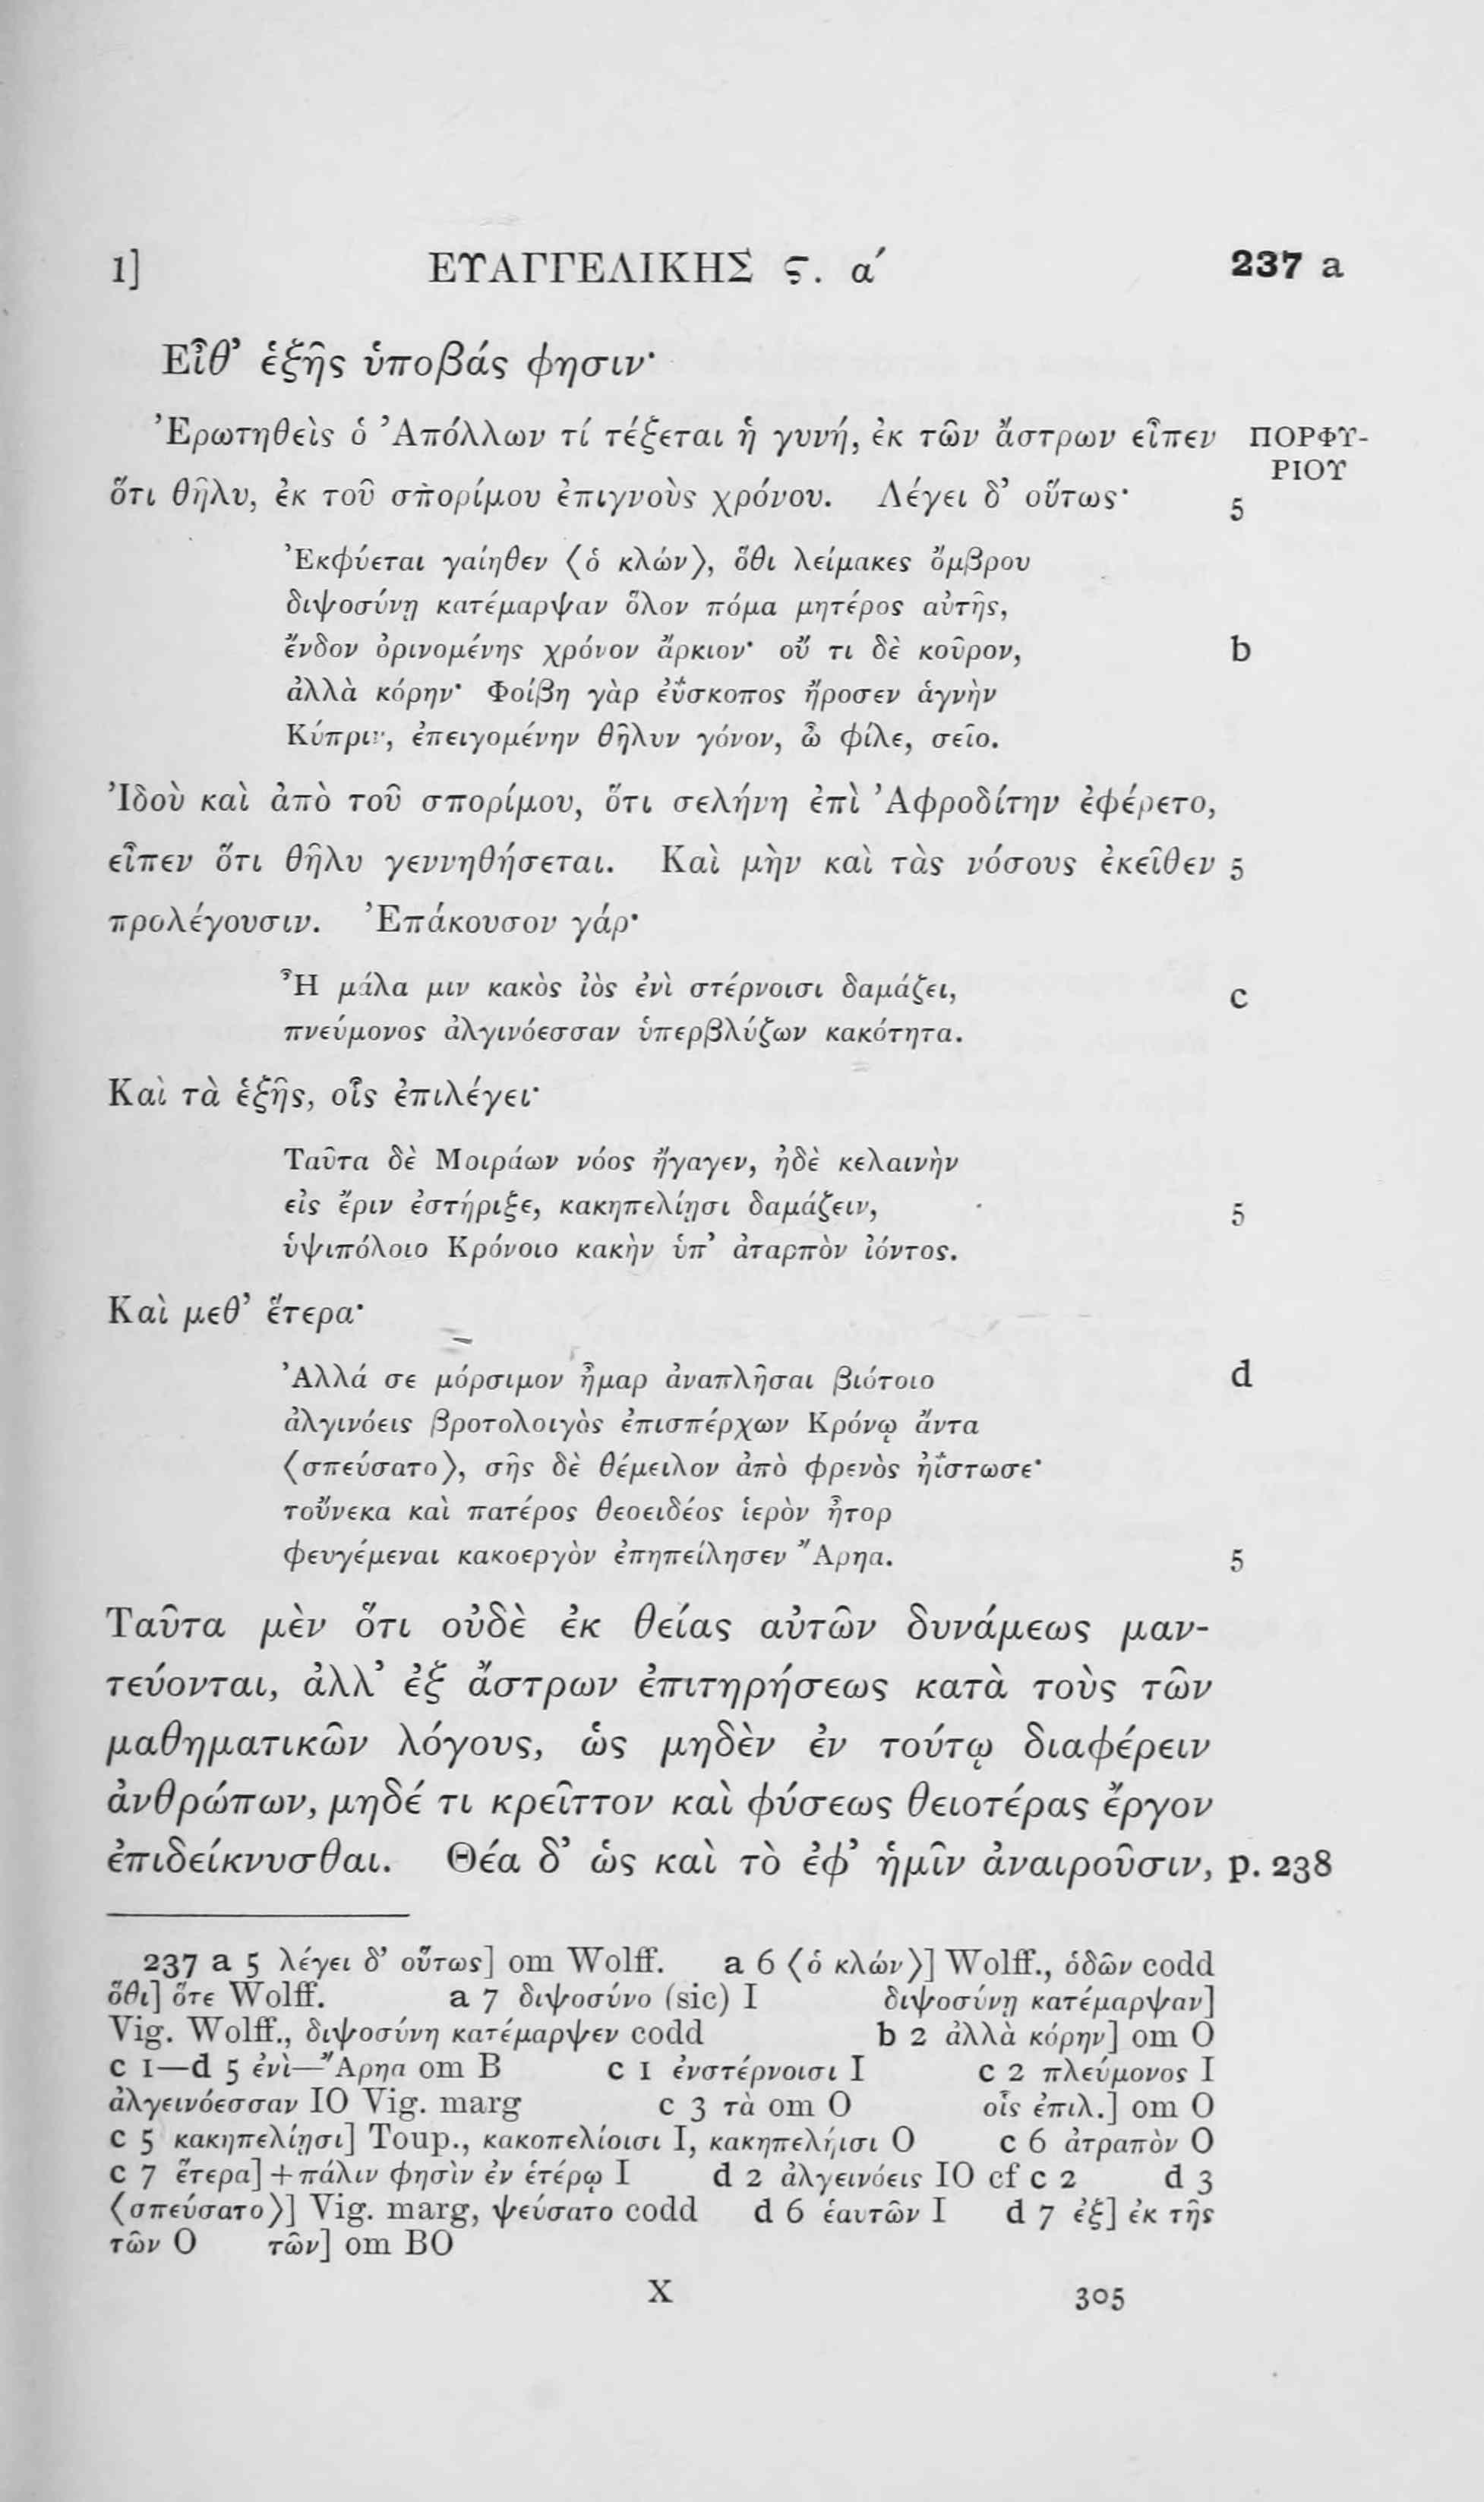 1] ΕΥΑΓΓΕΛΙΚΗΣ ϛ. α´ 237 a
Εἶθ’ ἑξῆς ὑποβάς φησιν·
Ἐρωτηθεὶς ὁ Ἀπόλλων τί τέξεται ἡ γυνή, ἐκ τῶν ἄστρων εἶπεν ΠΟΡΦΥ-
ΡΙΟΥ
ὅτι θῆλυ, ἐκ τοῦ σπορίμου ἐπιγνοὺς χρόνου. Λέγει δ’ οὕτως· 5
Ἐκφύεται γαίηθεν ⟨ὁ κλών⟩, ὅθι λείμακες ὄμβρου
διψοσύνῃ κατέμαρψαν ὅλον πόμα μητέρος αὐτῆς,
ἔνδον ὀρινομένης χρόνον ἄρκιον· οὔ τι δὲ κοῦρον, b
ἀλλὰ κόρην· Φοίβη γὰρ ἐΰσκοπος ἤροσεν ἁγνὴν
Κύπριν, ἐπειγομένην θῆλυν γόνον, ὦ φίλε, σεῖο.
Ἰδοὺ καὶ ἀπὸ τοῦ σπορίμου, ὅτι σελήνη ἐπὶ Ἀφροδίτην ἐφέρετο,
εἶπεν ὅτι θῆλυ γεννηθήσεται. Καὶ μὴν καὶ τὰς νόσους ἐκεῖθεν 5
προλέγουσιν. Ἐπάκουσον γάρ·
Ἦ μάλα μιν κακὸς ἰὸς ἐνὶ στέρνοισι δαμάζει, c
πνεύμονος ἀλγινόεσσαν ὑπερβλύζων κακότητα.
Καὶ τὰ ἑξῆς, οἷς ἐπιλέγει·
Ταῦτα δὲ Μοιράων νόος ἤγαγεν, ἠδὲ κελαινὴν
εἰς ἔριν ἐστήριξε, κακηπελίῃσι δαμάζειν, 5
ὑψιπόλοιο Κρόνοιο κακὴν ὑπ’ ἀταρπὸν ἰόντος.
Καὶ μεθ’ ἕτερα·
Ἀλλά σε μόρσιμον ἦμαρ ἀναπλῆσαι βιότοιο d
ἀλγινόεις βροτολοιγὸς ἐπισπέρχων Κρόνῳ ἄντα
⟨σπεύσατο⟩, σῆς δὲ θέμειλον ἀπὸ φρενὸς ἠΐστωσε·
τοὔνεκα καὶ πατέρος θεοειδέος ἱερὸν ἦτορ
φευγέμεναι κακοεργὸν ἐπηπείλησεν Ἄρηα. 5
Ταῦτα μὲν ὅτι οὐδὲ ἐκ θείας αὐτῶν δυνάμεως μαν-
τεύονται, ἀλλ’ ἐξ ἄστρων ἐπιτηρήσεως κατὰ τοὺς τῶν
μαθηματικῶν λόγους, ὡς μηδὲν ἐν τούτῳ διαφέρειν
ἀνθρώπων, μηδέ τι κρεῖττον καὶ φύσεως θειοτέρας ἔργον
ἐπιδείκνυσθαι. Θέα δ’ ὡς καὶ τὸ ἐφ’ ἡμῖν ἀναιροῦσιν, p. 238
237 a 5 λέγει δ’ οὕτως] om Wolff. a 6 ⟨ὁ κλών⟩] Wolff., ὁδῶν codd
ὅθι] ὅτε Wolff. a 7 διψοσύνο (sic) I διψοσύνῃ κατέμαρψαν]
Vig. Wolff., διψοσύνη κατέμαρψεν codd b 2 ἀλλὰ κόρην] om O
c 1—d 5 ἐνὶ—Ἄρηα om B c 1 ἐνστέρνοισι I c 2 πλεύμονος I
ἀλγεινόεσσαν IO Vig. marg c 3 τὰ om O οἷς ἐπιλ.] om O
c 5 κακηπελίῃσι] Toup., κακοπελίοισι I, κακηπελήισι O c 6 ἀτραπὸν O
c 7 ἕτερα] + πάλιν φησὶν ἐν ἑτέρῳ I d 2 ἀλγεινόεις IO cf c 2 d 3
⟨σπεύσατο⟩] Vig. marg, ψεύσατο codd d 6 ἑαυτῶν I d 7 ἐξ] ἐκ τῆς
τῶν O τῶν] om BO
X 305